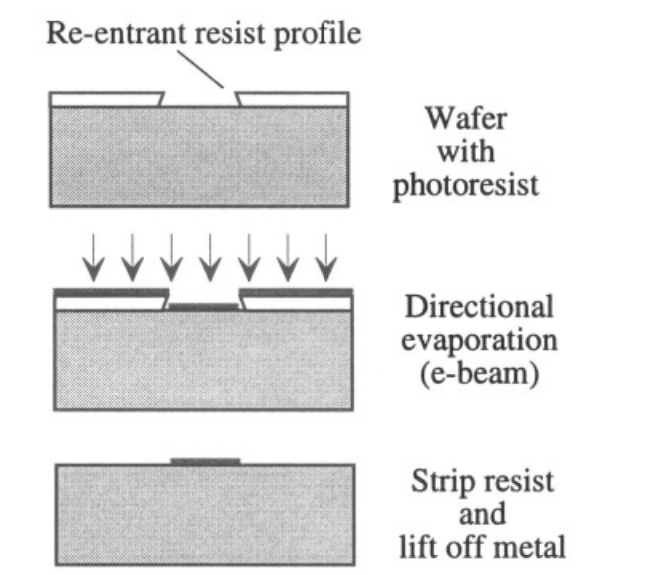 Re-entrant resist profile
Wafer
with
photoresist
Directional
evaporation
(e-beam)
Strip resist
and
lift off metal